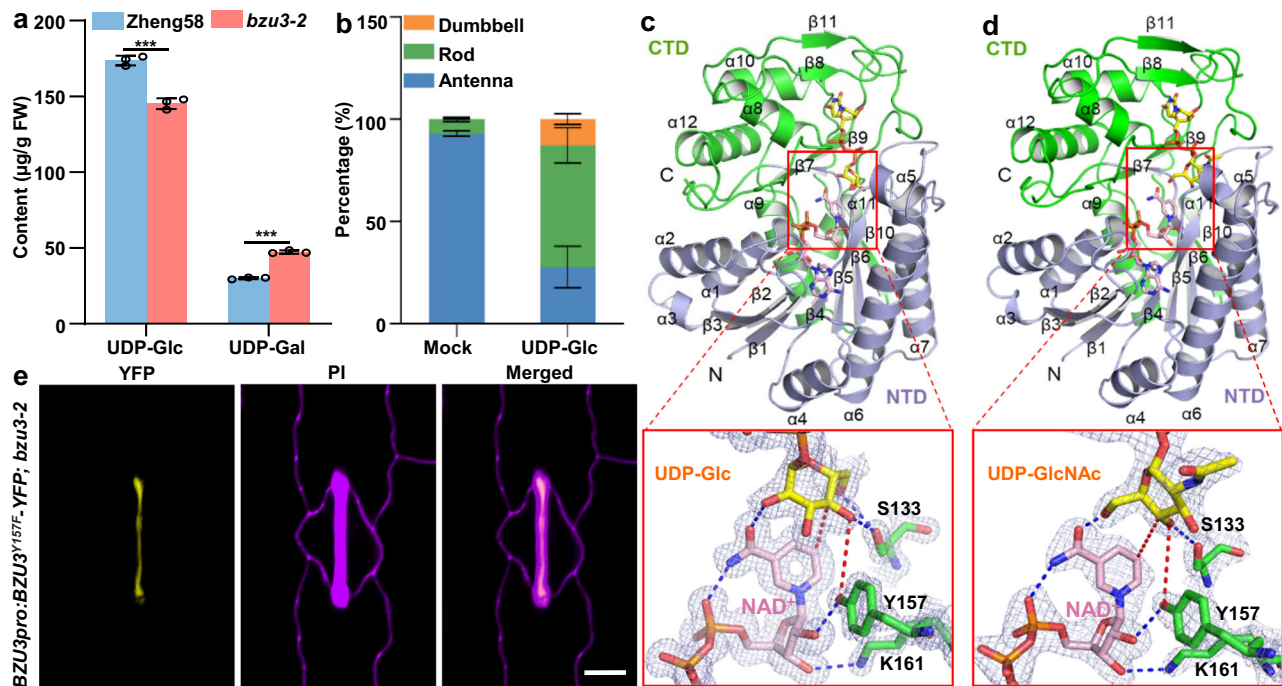 a
Zheng58
bzu3-2
Content (µg/g FW)
200
150
100
50
0
***
***
UDP-Glc
UDP-Gal
b
Dumbbell
Rod
Antenna
Percentage (%)
150
100
50
0
Mock
UDP-Glc
c
CTD
β11
α10
β8
α8
α12
β9
C
β7
α5
α9
α11
α2
β10
β6
α1
β5
β2
α3
β3
β4
β1
α7
N
NTD
α4
α6
UDP-Glc
S133
NAD+
Y157
K161
d
CTD
β11
α10
β8
α8
α12
β9
C
β7
α5
α9
α11
α2
β10
β6
α1
β5
β2
α3
β3
β4
β1
α7
N
NTD
α4
α6
UDP-GlcNAc
S133
NAD+
Y157
K161
e
YFP
PI
Merged
BZU3pro:BZU3Y157F-YFP; bzu3-2